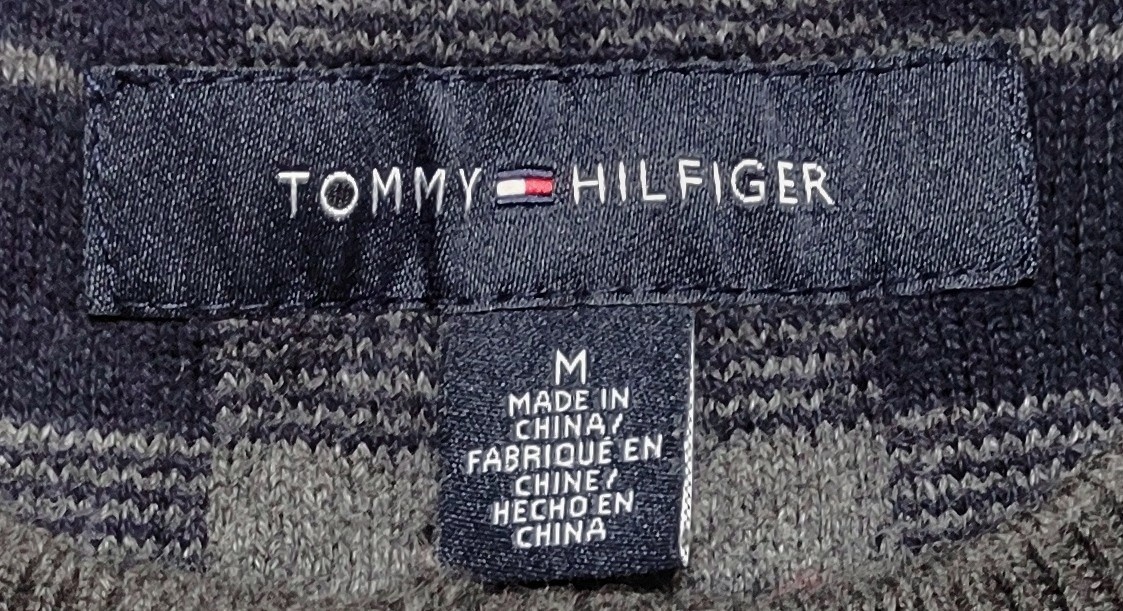 TOMMY HILFIGER
M
MADE IN
CHINA/
FABRIQUÉ EN
CHINE/
HECHO EN
CHINA